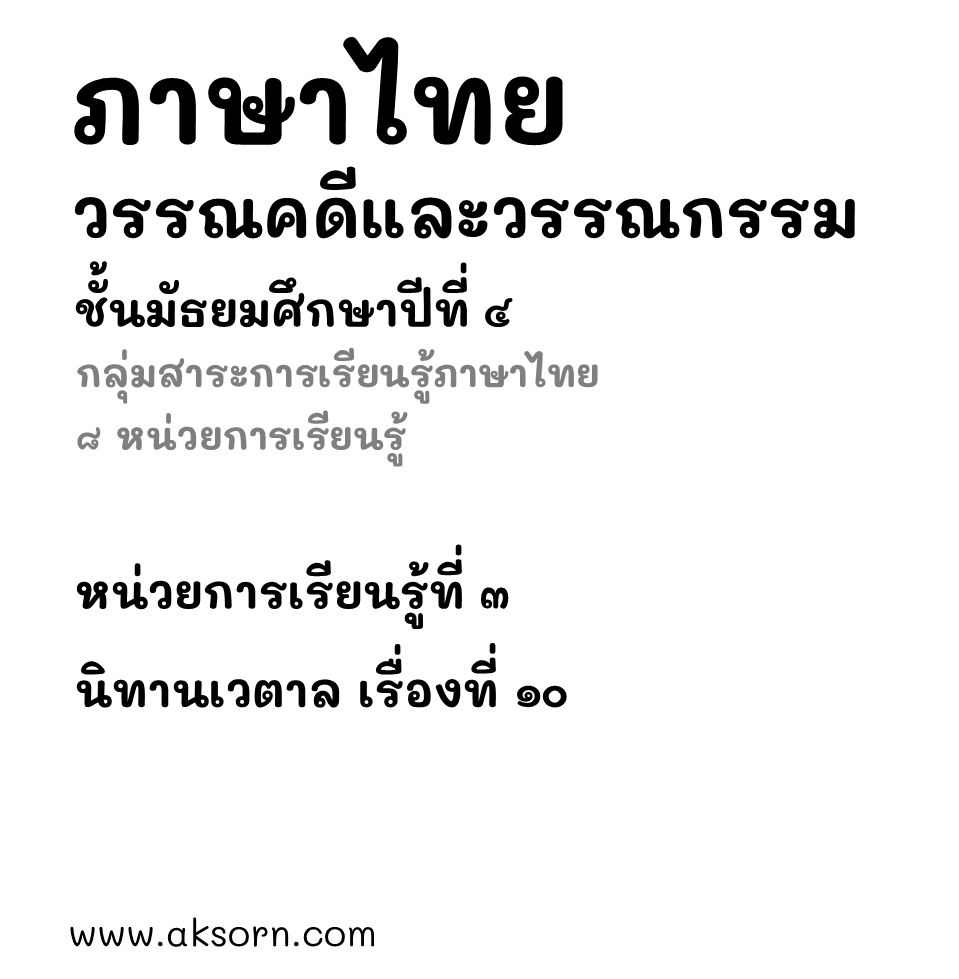 ภาษาไทย
วรรณคดีและวรรณกรรม
ชั้นมัธยมศึกษาปีที่ ๔
กลุ่มสาระการเรียนรู้ภาษาไทย
๘ หน่วยการเรียนรู้
หน่วยการเรียนรู้ที่ ๓
นิทานเวตาล เรื่องที่ ๑๐
www.aksorn.com